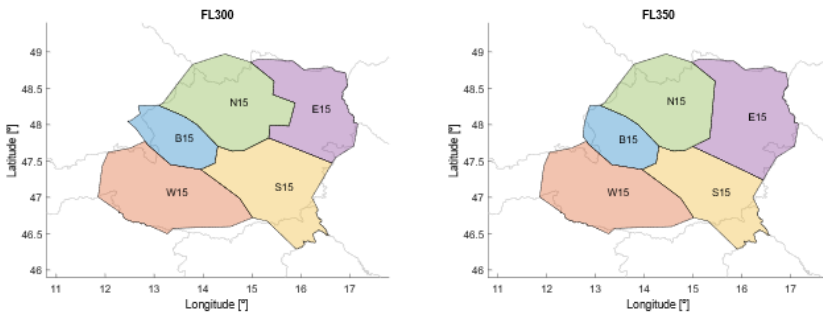 FL300
Latitude [º]
49
48.5
48
47.5
47
46.5
46
N15
E15
B15
W15
S15
11 12 13 14 15 16 17
Longitude [º]
FL350
Latitude [º]
49
48.5
48
47.5
47
46.5
46
N15
E15
B15
W15
S15
11 12 13 14 15 16 17
Longitude [º]